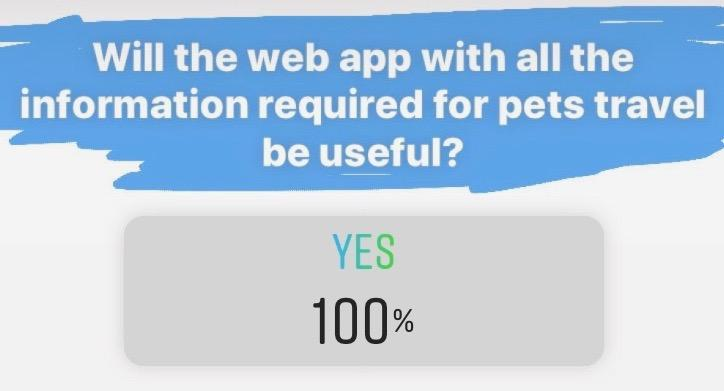 Will the web app with all the
information required for pets travel
be useful?
YES
100%